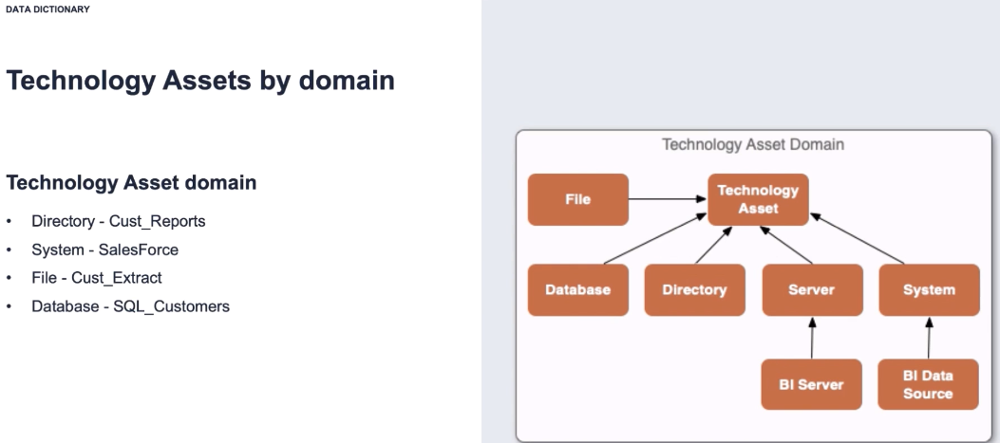 DATA DICTIONARY
Technology Assets by domain
Technology Asset domain
• Directory - Cust_Reports
• System - SalesForce
• File - Cust_Extract
• Database - SQL_Customers
Technology Asset Domain
File
Technology
Asset
Database
Directory
Server
System
BI Server
BI Data
Source